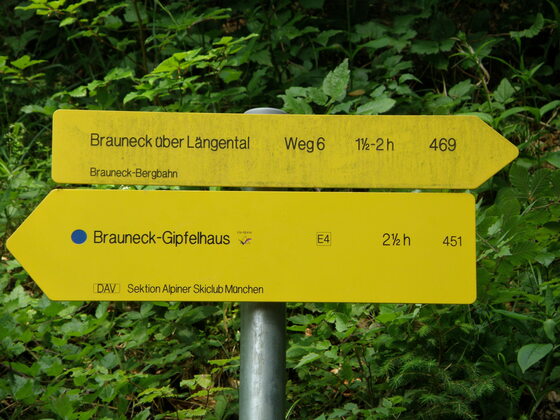 Brauneck über Längental Weg 6 1½-2 h 469
Brauneck-Bergbahn
Brauneck-Gipfelhaus E4 2½ h 451
DAV Sektion Alpiner Skiclub München